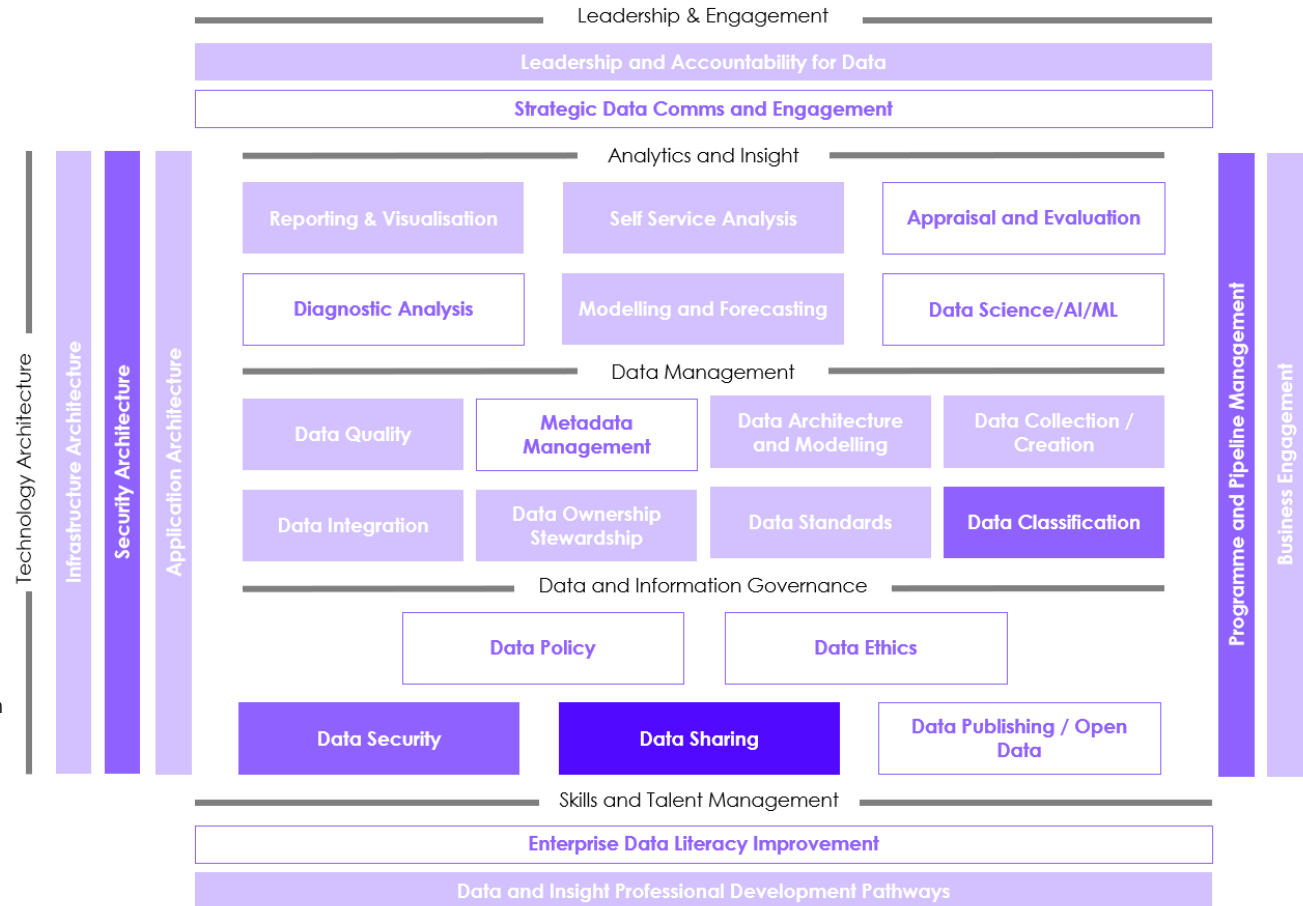 Leadership & Engagement
Leadership and Accountability for Data
Strategic Data Comms and Engagement
Technology Architecture
Infrastructure Architecture
Security Architecture
Application Architecture
Analytics and Insight
Reporting & Visualisation
Self Service Analysis
Appraisal and Evaluation
Diagnostic Analysis
Modelling and Forecasting
Data Science/AI/ML
Data Management
Data Quality
Metadata
Management
Data Architecture
and Modelling
Data Collection /
Creation
Data Integration
Data Ownership
Stewardship
Data Standards
Data Classification
Data and Information Governance
Data Policy
Data Ethics
Data Security
Data Sharing
Data Publishing / Open
Data
Programme and Pipeline Management
Business Engagement
Skills and Talent Management
Enterprise Data Literacy Improvement
Data and Insight Professional Development Pathways